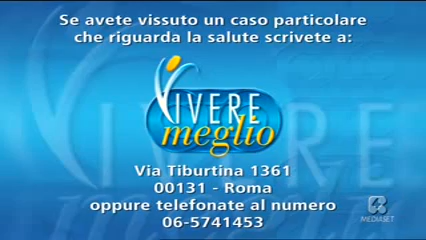 Se avete vissuto un caso particolare
che riguarda la salute scrivete a:
VIVERE
meglio
Via Tiburtina 1361
00131 - Roma
oppure telefonate al numero
06-5741453
MEDIASET